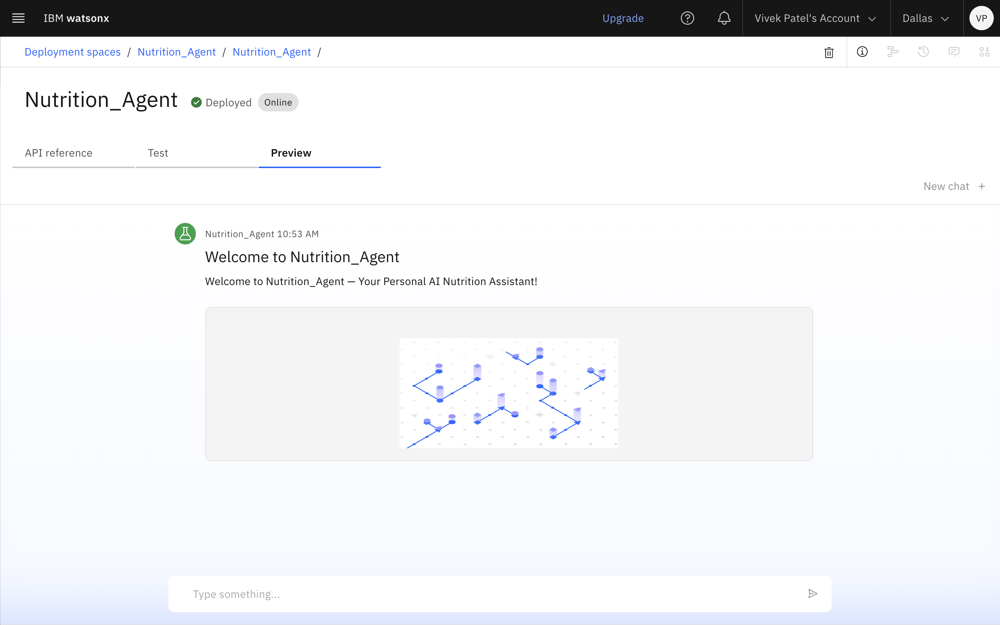 IBM watsonx
Upgrade
Vivek Patel's Account
Dallas
VP
Deployment spaces / Nutrition_Agent / Nutrition_Agent /
Nutrition_Agent
Deployed
Online
API reference
Test
Preview
New chat +
Nutrition_Agent 10:53 AM
Welcome to Nutrition_Agent
Welcome to Nutrition_Agent — Your Personal AI Nutrition Assistant!
Type something...